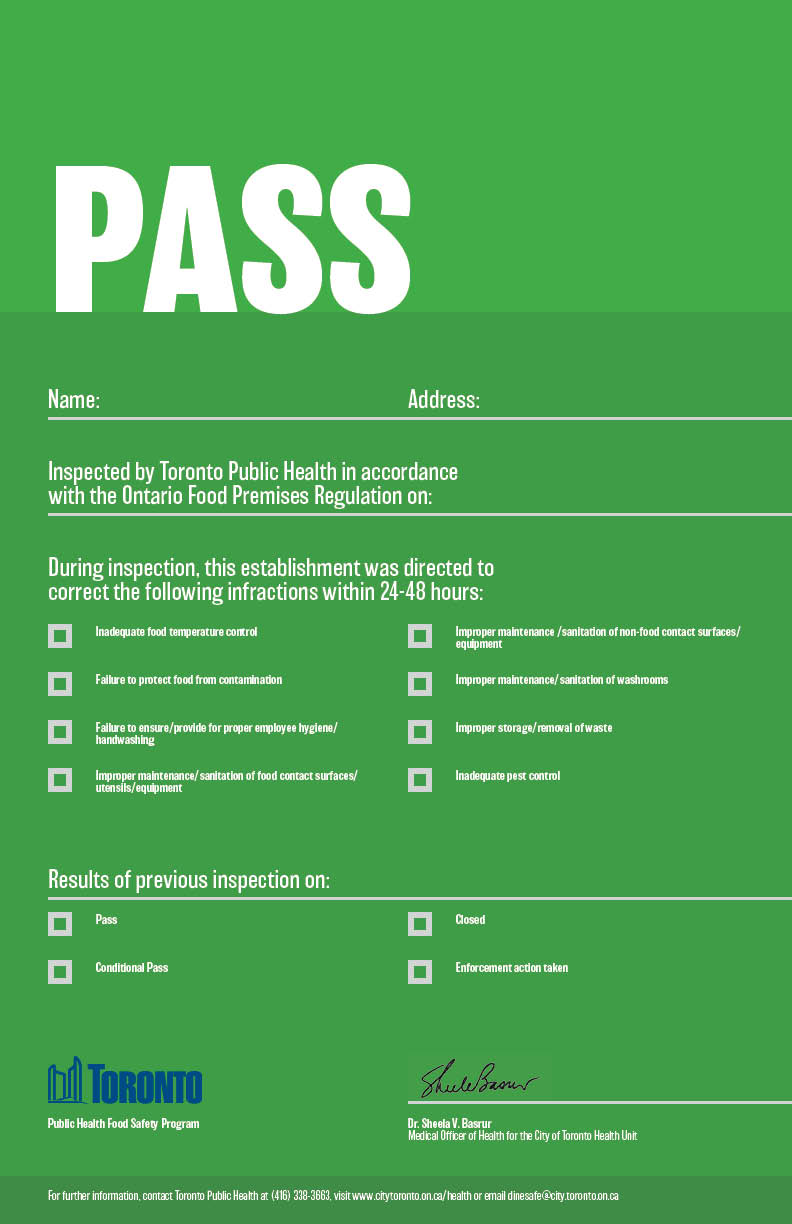 PASS
Name:
Address:
Inspected by Toronto Public Health in accordance
with the Ontario Food Premises Regulation on:
During inspection, this establishment was directed to
correct the following infractions within 24-48 hours:
Inadequate food temperature control
Failure to protect food from contamination
Failure to ensure/provide for proper employee hygiene/
handwashing
Improper maintenance/sanitation of food contact surfaces/
utensils/equipment
Improper maintenance /sanitation of non-food contact surfaces/
equipment
Improper maintenance/sanitation of washrooms
Improper storage/removal of waste
Inadequate pest control
Results of previous inspection on:
Pass
Conditional Pass
Closed
Enforcement action taken
TORONTO
Public Health Food Safety Program
Sheela Basrur
Dr. Sheela V. Basrur
Medical Officer of Health for the City of Toronto Health Unit
For further information, contact Toronto Public Health at (416) 338-3663, visit www.citytoronto.on.ca/health or email dinesafe@city.toronto.on.ca